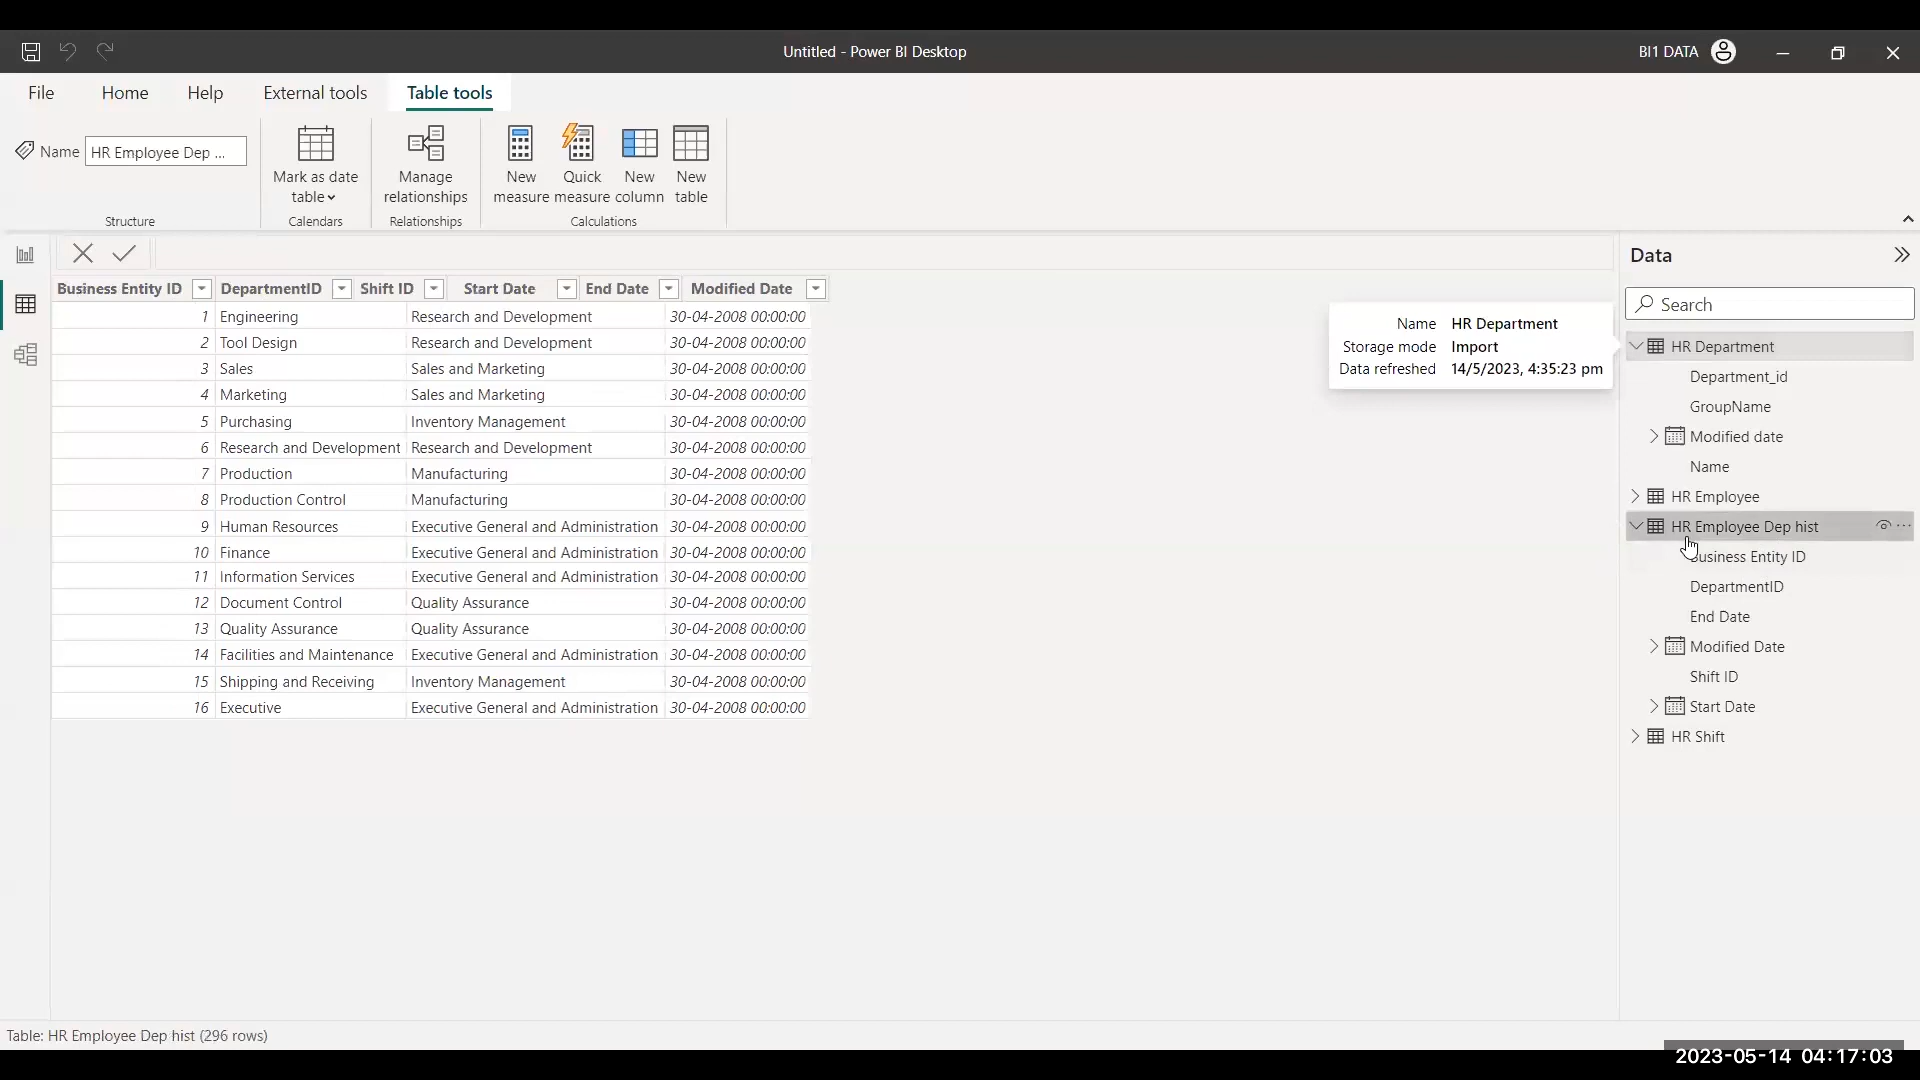 Untitled - Power BI Desktop
BI1 DATA
File Home Help External tools Table tools
Name HR Employee Dep ...
Mark as date table
Manage relationships
New measure
Quick measure
New column
New table
Structure Calendars Relationships Calculations
Business Entity ID DepartmentID Shift ID Start Date End Date Modified Date
1 Engineering Research and Development 30-04-2008 00:00:00
2 Tool Design Research and Development 30-04-2008 00:00:00
3 Sales Sales and Marketing 30-04-2008 00:00:00
4 Marketing Sales and Marketing 30-04-2008 00:00:00
5 Purchasing Inventory Management 30-04-2008 00:00:00
6 Research and Development Research and Development 30-04-2008 00:00:00
7 Production Manufacturing 30-04-2008 00:00:00
8 Production Control Manufacturing 30-04-2008 00:00:00
9 Human Resources Executive General and Administration 30-04-2008 00:00:00
10 Finance Executive General and Administration 30-04-2008 00:00:00
11 Information Services Executive General and Administration 30-04-2008 00:00:00
12 Document Control Quality Assurance 30-04-2008 00:00:00
13 Quality Assurance Quality Assurance 30-04-2008 00:00:00
14 Facilities and Maintenance Executive General and Administration 30-04-2008 00:00:00
15 Shipping and Receiving Inventory Management 30-04-2008 00:00:00
16 Executive Executive General and Administration 30-04-2008 00:00:00
Name HR Department
Storage mode Import
Data refreshed 14/5/2023, 4:35:23 pm
Data
Search
HR Department
Department_id
GroupName
Modified date
Name
HR Employee
HR Employee Dep hist
Business Entity ID
DepartmentID
End Date
Modified Date
Shift ID
Start Date
HR Shift
Table: HR Employee Dep hist (296 rows)
2023-05-14 04:17:03